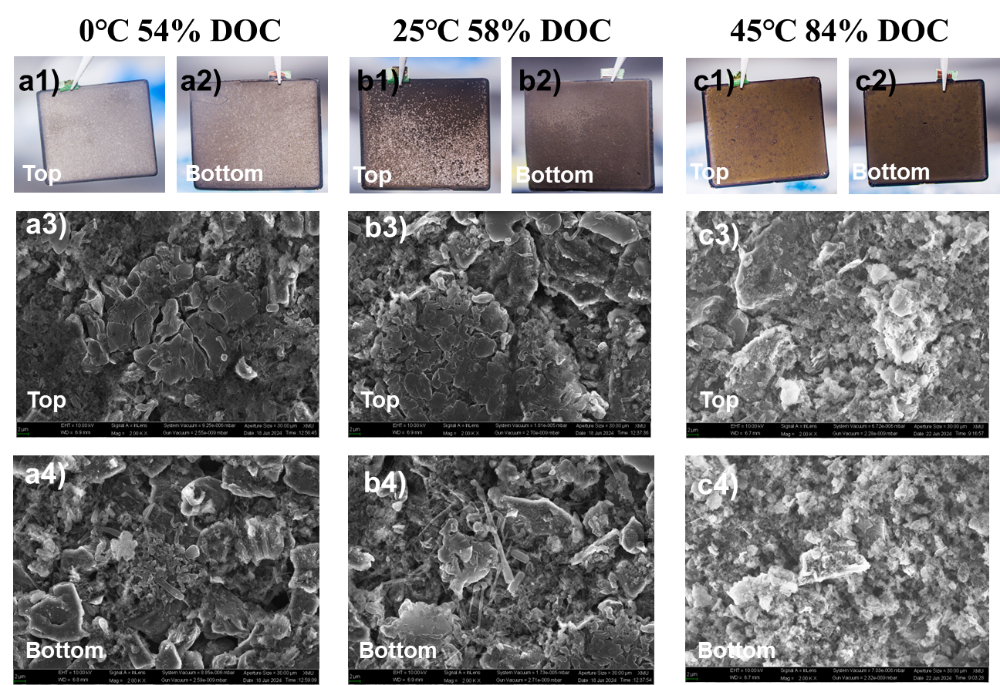 0°C 54% DOC
25°C 58% DOC
45°C 84% DOC
a1)
a2)
b1)
b2)
c1)
c2)
Top
Bottom
Top
Bottom
Top
Bottom
a3)
b3)
c3)
Top
Top
Top
2 µm EHT = 10.00 kV Signal A = InLens System Vacuum = 9.25e-006 mbar Aperture Size = 30.00 µm XMU
WD = 6.9 mm Mag = 2.00 K X Gun Vacuum = 2.55e-009 mbar Date :18 Jun 2024 Time :12:56:45
2 µm EHT = 10.00 kV Signal A = InLens System Vacuum = 1.81e-005 mbar Aperture Size = 30.00 µm XMU
WD = 6.9 mm Mag = 2.00 K X Gun Vacuum = 2.70e-009 mbar Date :18 Jun 2024 Time :12:37:36
2 µm EHT = 10.00 kV Signal A = InLens System Vacuum = 6.72e-006 mbar Aperture Size = 30.00 µm XMU
WD = 6.7 mm Mag = 2.00 K X Gun Vacuum = 2.28e-009 mbar Date :22 Jun 2024 Time :9:16:57
a4)
b4)
c4)
Bottom
Bottom
Bottom
2 µm EHT = 10.00 kV Signal A = InLens System Vacuum = 8.85e-006 mbar Aperture Size = 30.00 µm XMU
WD = 6.8 mm Mag = 2.00 K X Gun Vacuum = 2.59e-009 mbar Date :18 Jun 2024 Time :12:59:09
2 µm EHT = 10.00 kV Signal A = InLens System Vacuum = 1.73e-005 mbar Aperture Size = 30.00 µm XMU
WD = 6.9 mm Mag = 2.00 K X Gun Vacuum = 2.71e-009 mbar Date :18 Jun 2024 Time :12:37:54
2 µm EHT = 10.00 kV Signal A = InLens System Vacuum = 7.03e-006 mbar Aperture Size = 30.00 µm XMU
WD = 6.7 mm Mag = 2.00 K X Gun Vacuum = 2.32e-009 mbar Date :22 Jun 2024 Time :9:03:28